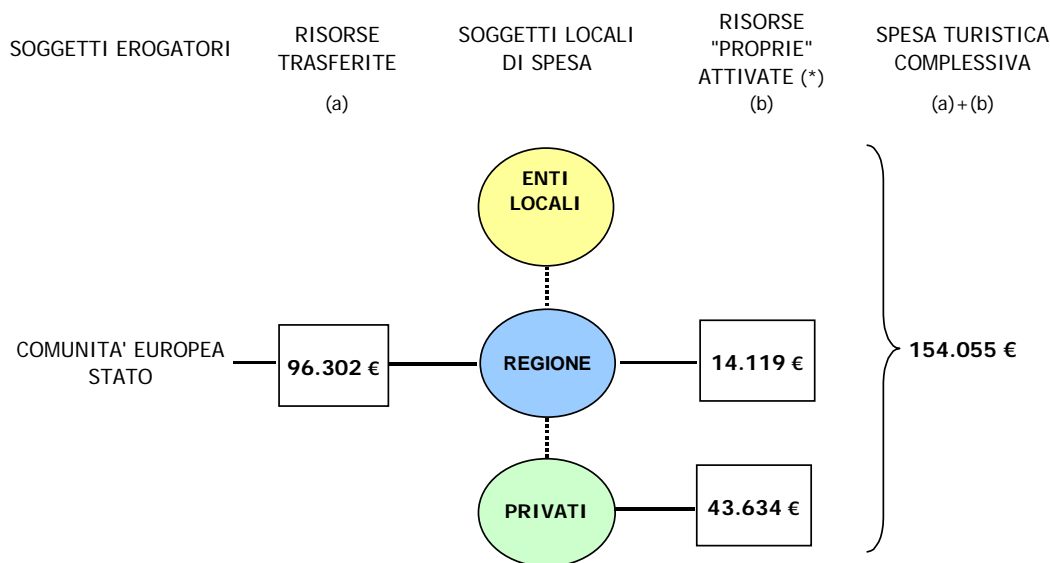 SOGGETTI EROGATORI
RISORSE
TRASFERITE
(a)
SOGGETTI LOCALI
DI SPESA
RISORSE
"PROPRIE"
ATTIVATE (*)
(b)
SPESA TURISTICA
COMPLESSIVA
(a)+(b)
ENTI
LOCALI
COMUNITA' EUROPEA
STATO
96.302 €
REGIONE
14.119 €
154.055 €
PRIVATI
43.634 €